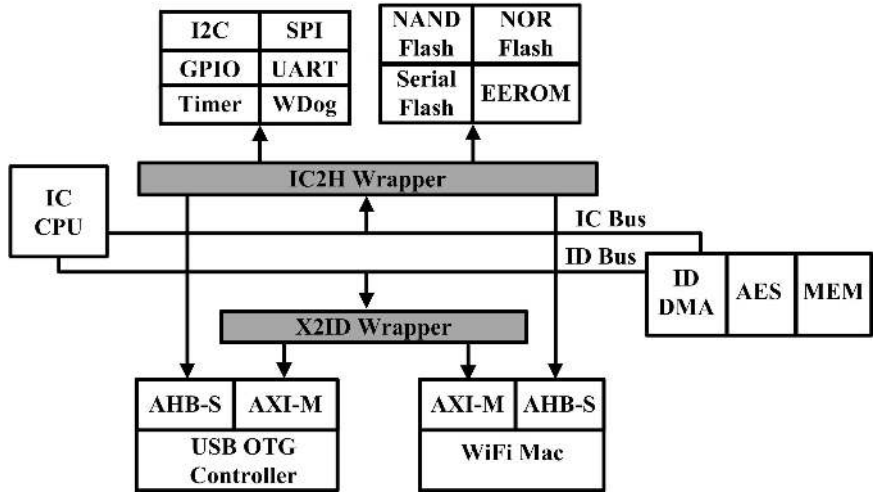 I2C SPI
GPIO UART
Timer WDog
NAND Flash
NOR Flash
Serial Flash
EEROM
IC2H Wrapper
IC CPU
IC Bus
ID Bus
ID DMA
AES
MEM
X2ID Wrapper
AHB-S AXI-M
USB OTG
Controller
AXI-M AHB-S
WiFi Mac